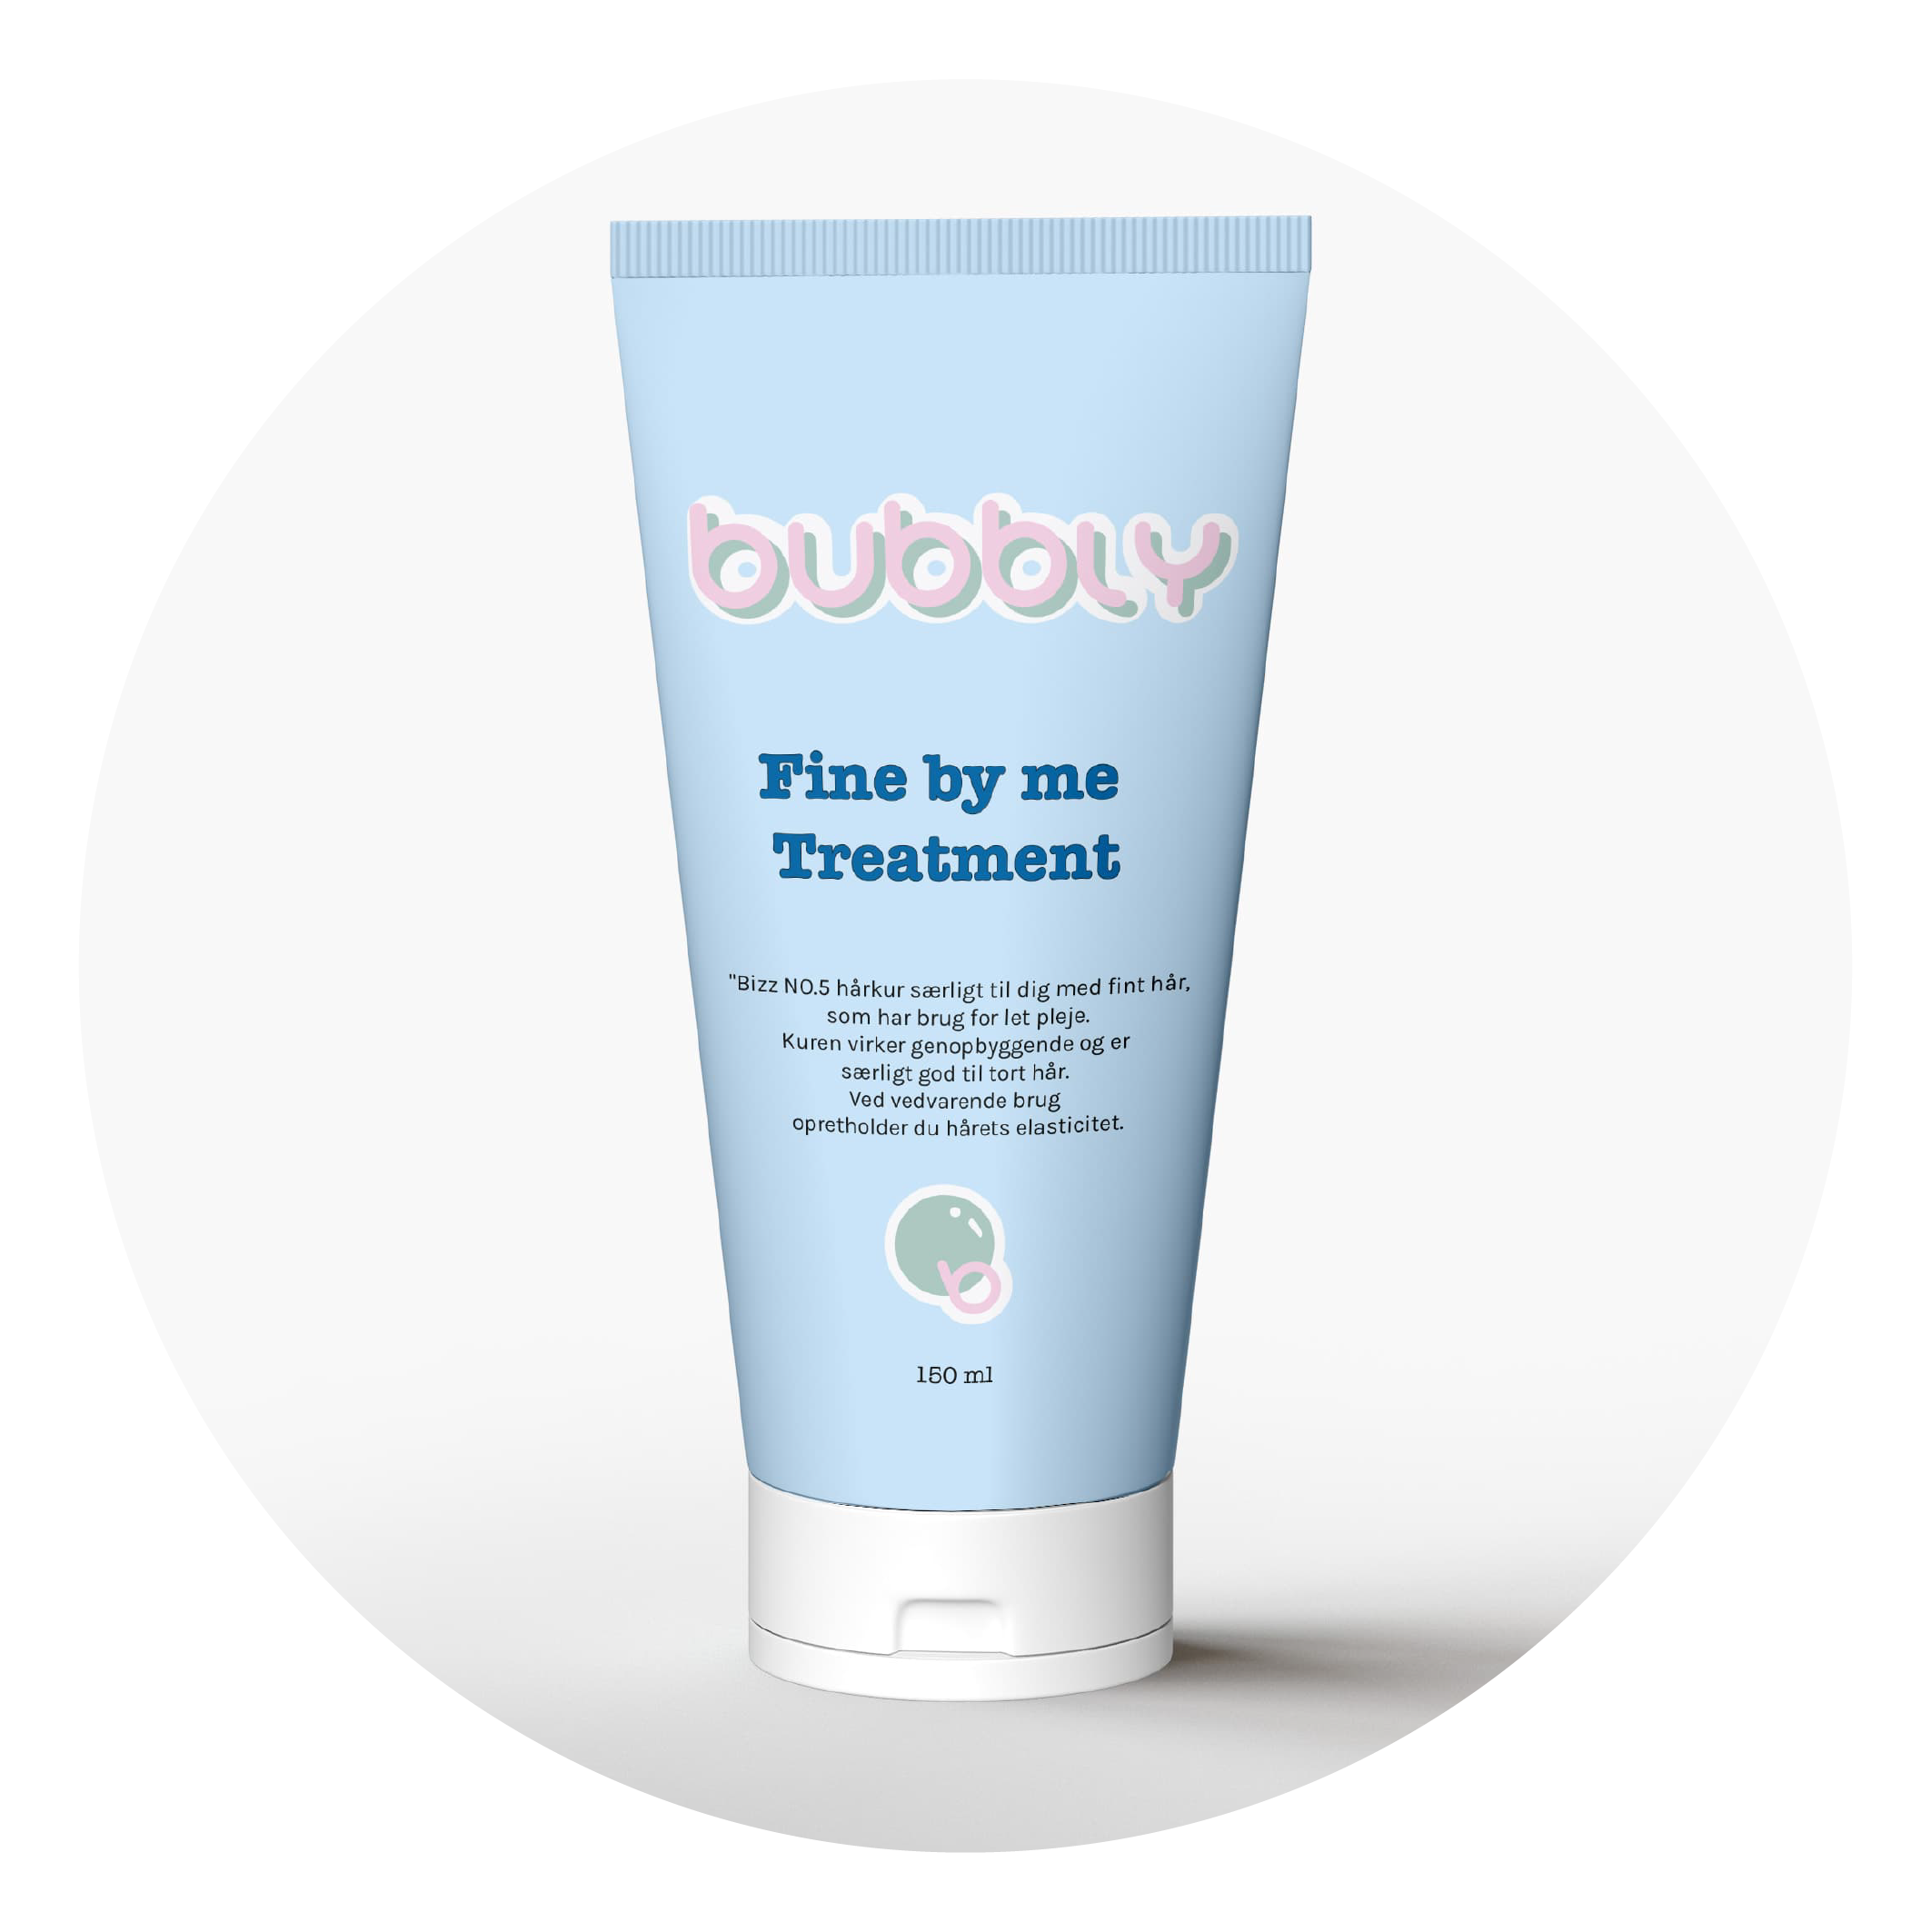 bubbly
Fine by me
Treatment
"Bizz NO.5 hårkur særligt til dig med fint hår,
som har brug for let pleje.
Kuren virker genopbyggende og er
særligt god til tort hår.
Ved vedvarende brug
opretholder du hårets elasticitet.
b
150 ml